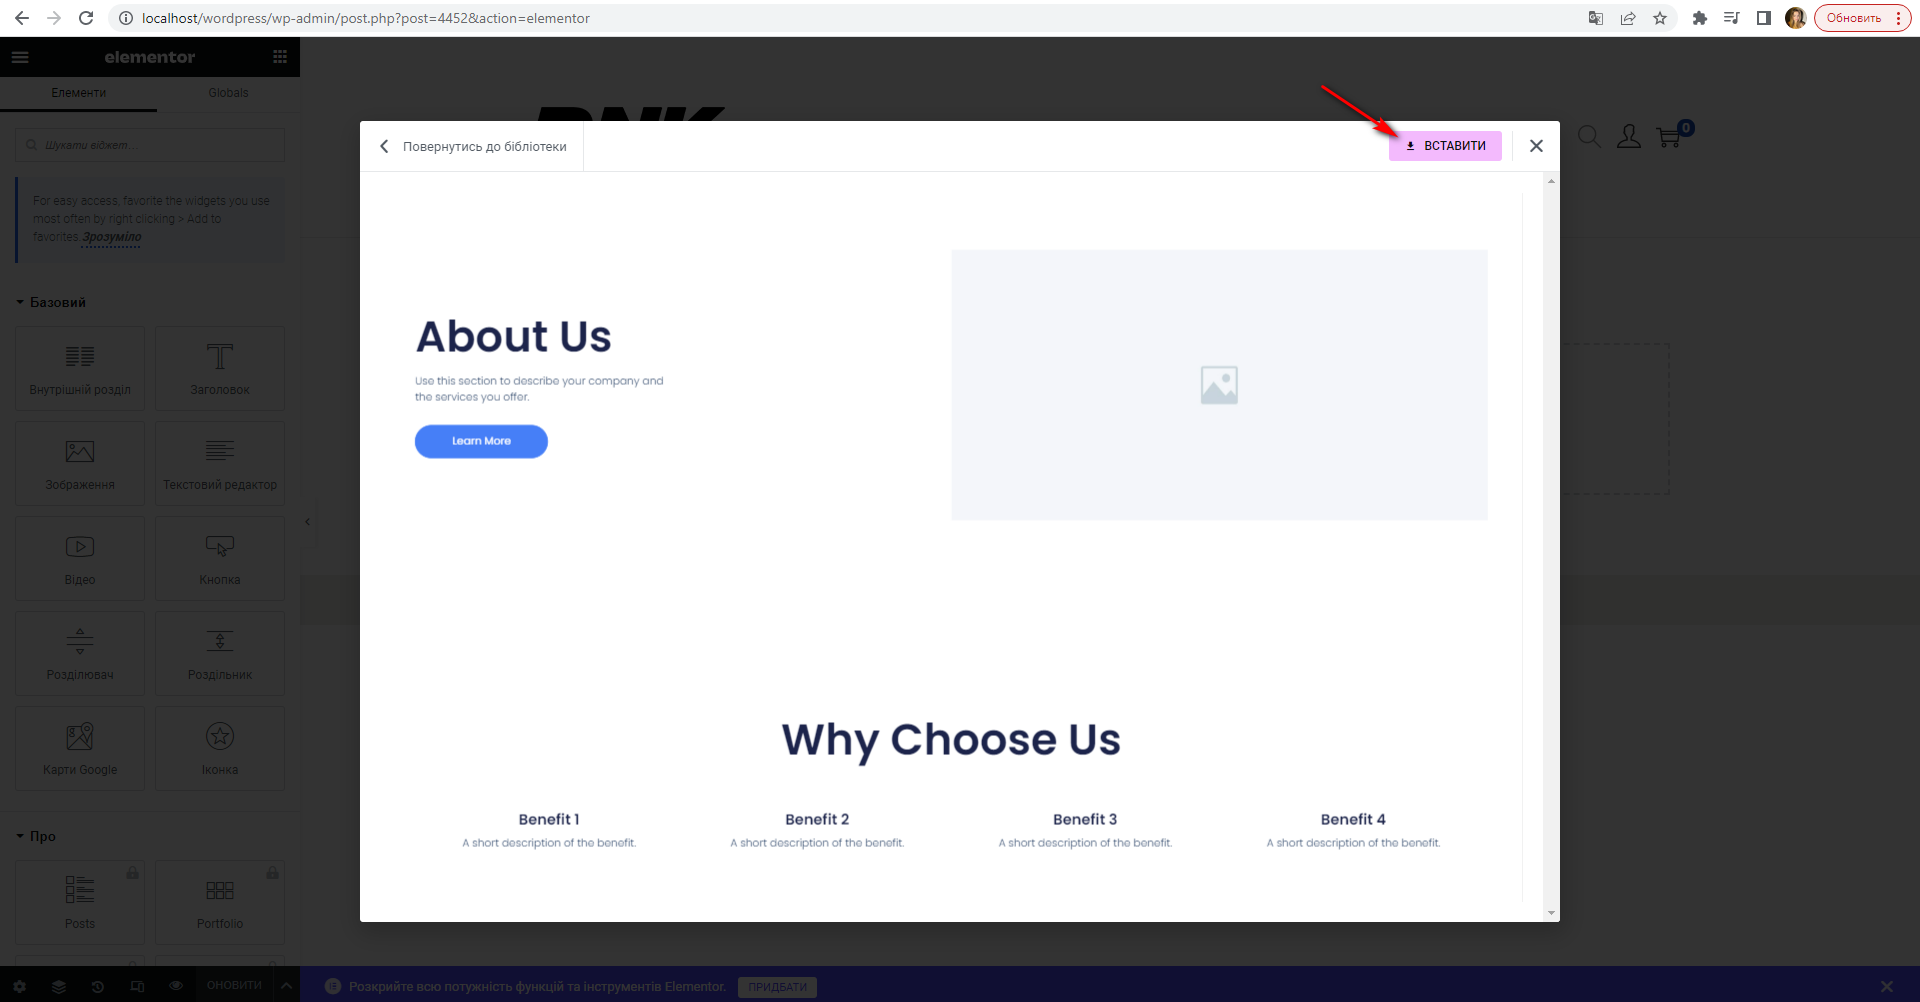 localhost/wordpress/wp-admin/post.php?post=4452&action=elementor
Обновить
elementor
Елементи
Globals
Шукати віджет...
For easy access, favorite the widgets you use
most often by right clicking > Add to
favorites. Зрозуміло
Базовий
Внутрішній розділ
Заголовок
Зображення
Текстовий редактор
Відео
Кнопка
Розділювач
Роздільник
Карти Google
Іконка
Про
Posts
Portfolio
ОНОВИТИ
Повернутись до бібліотеки
ВСТАВИТИ
0
About Us
Use this section to describe your company and
the services you offer.
Learn More
Why Choose Us
Benefit 1
A short description of the benefit.
Benefit 2
A short description of the benefit.
Benefit 3
A short description of the benefit.
Benefit 4
A short description of the benefit.
Розкрийте всю потужність функцій та інструментів Elementor.
ПРИДБАТИ